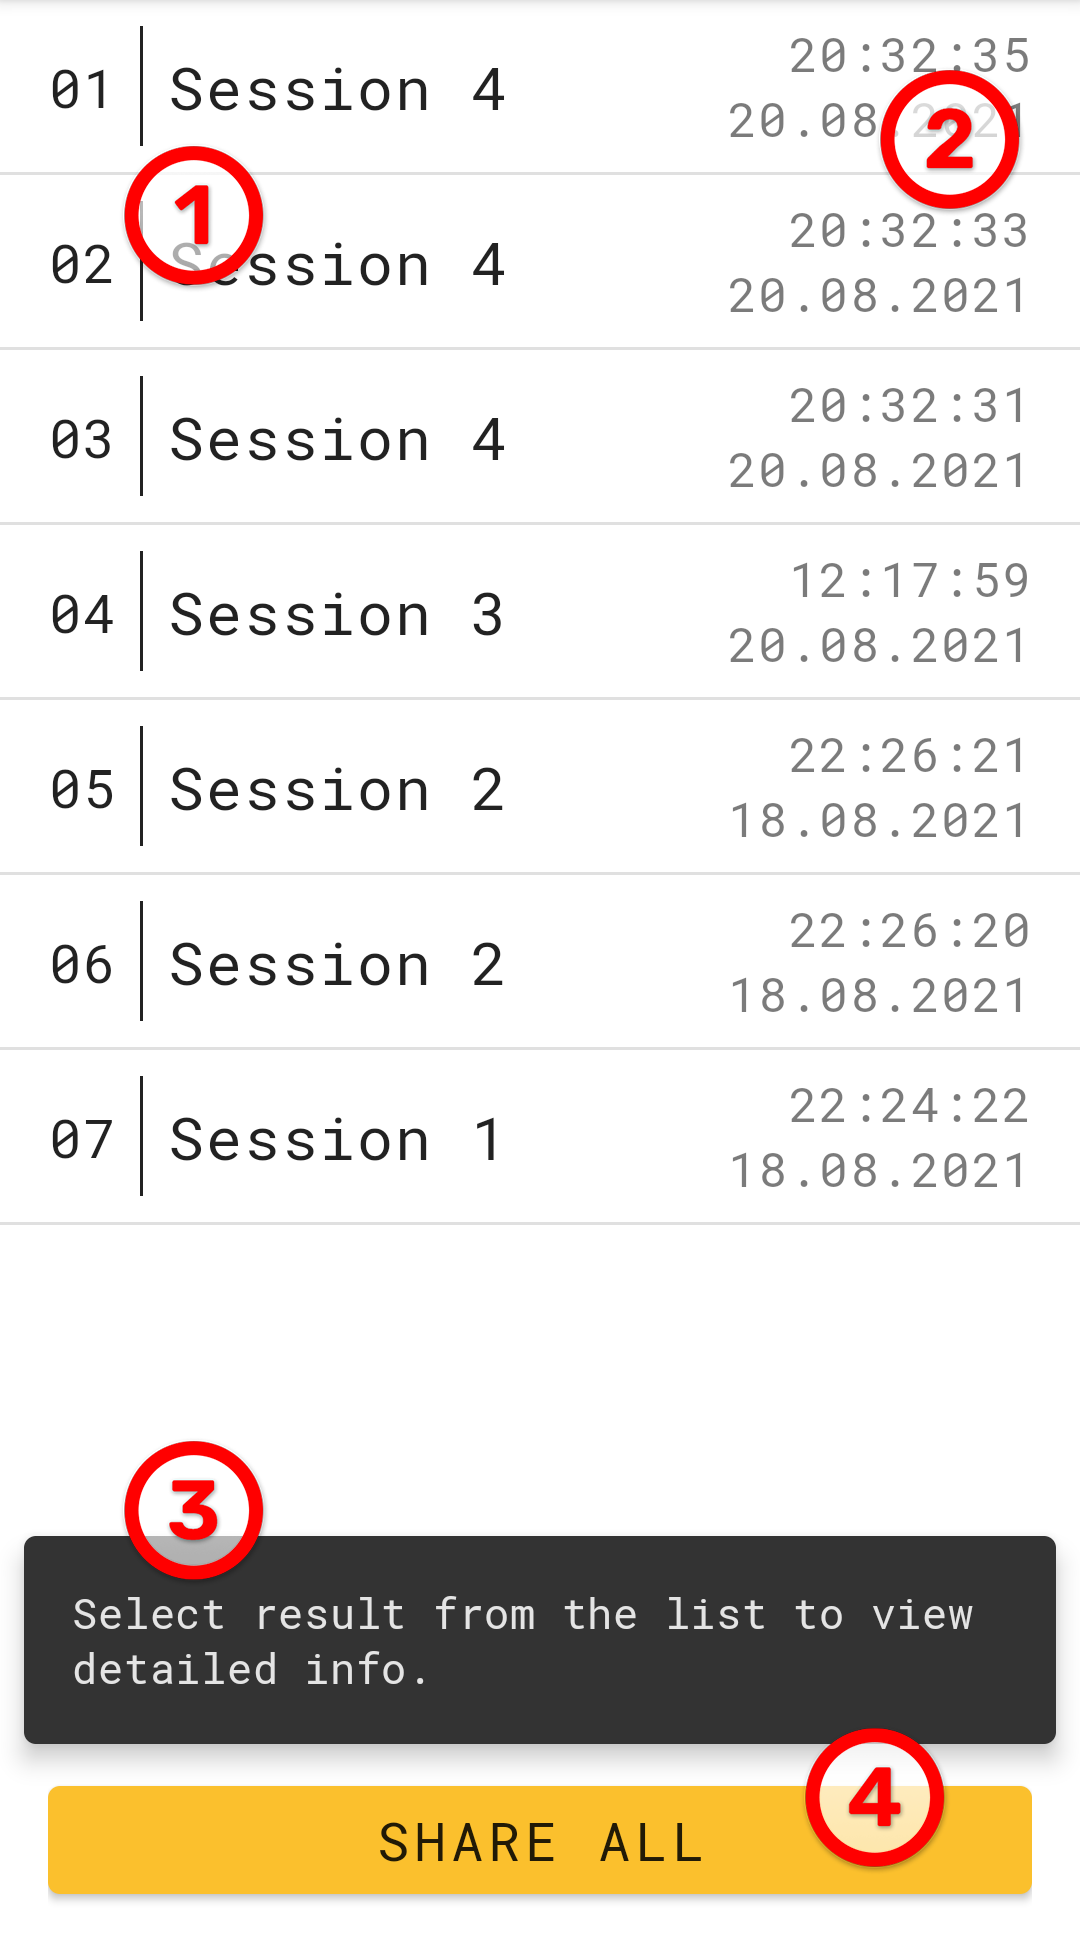 01 Session 4 20:32:35
20.08.2021
2
1
02 Session 4 20:32:33
20.08.2021
03 Session 4 20:32:31
20.08.2021
04 Session 3 12:17:59
20.08.2021
05 Session 2 22:26:21
18.08.2021
06 Session 2 22:26:20
18.08.2021
07 Session 1 22:24:22
18.08.2021
3
Select result from the list to view
detailed info.
4
SHARE ALL